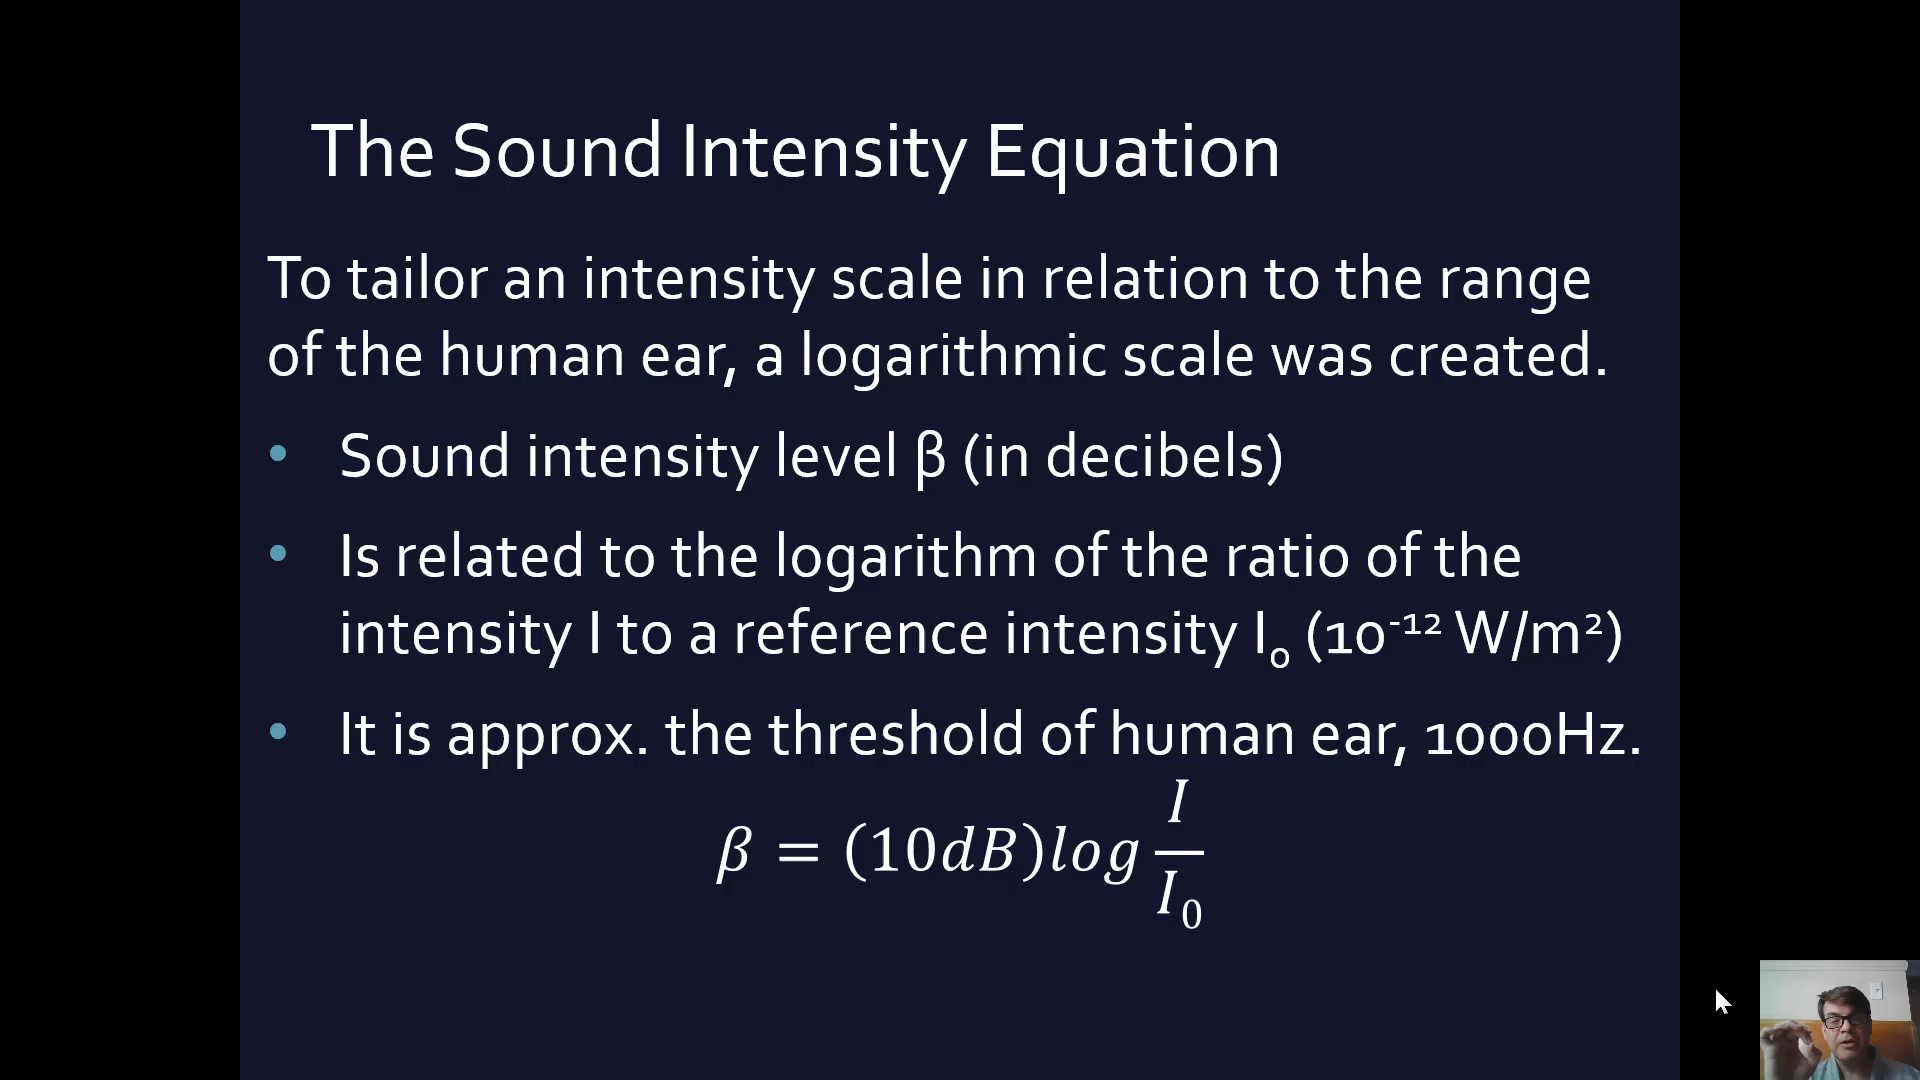 The Sound Intensity Equation
To tailor an intensity scale in relation to the range
of the human ear, a logarithmic scale was created.
• Sound intensity level β (in decibels)
• Is related to the logarithm of the ratio of the
intensity I to a reference intensity I₀ (10⁻¹² W/m²)
• It is approx. the threshold of human ear, 1000Hz.
β = (10dB)log I/I₀